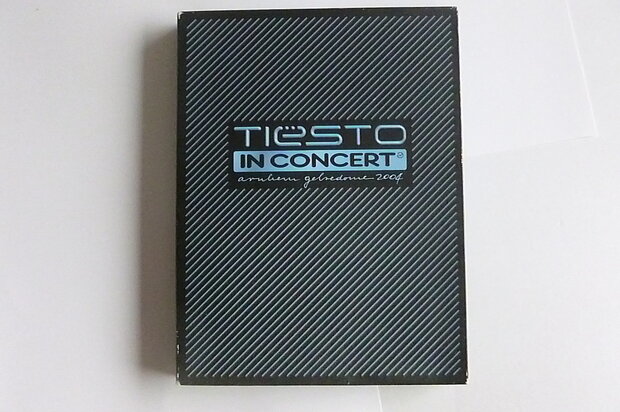 TIËSTO
IN CONCERT
arnhem gelredome 2004